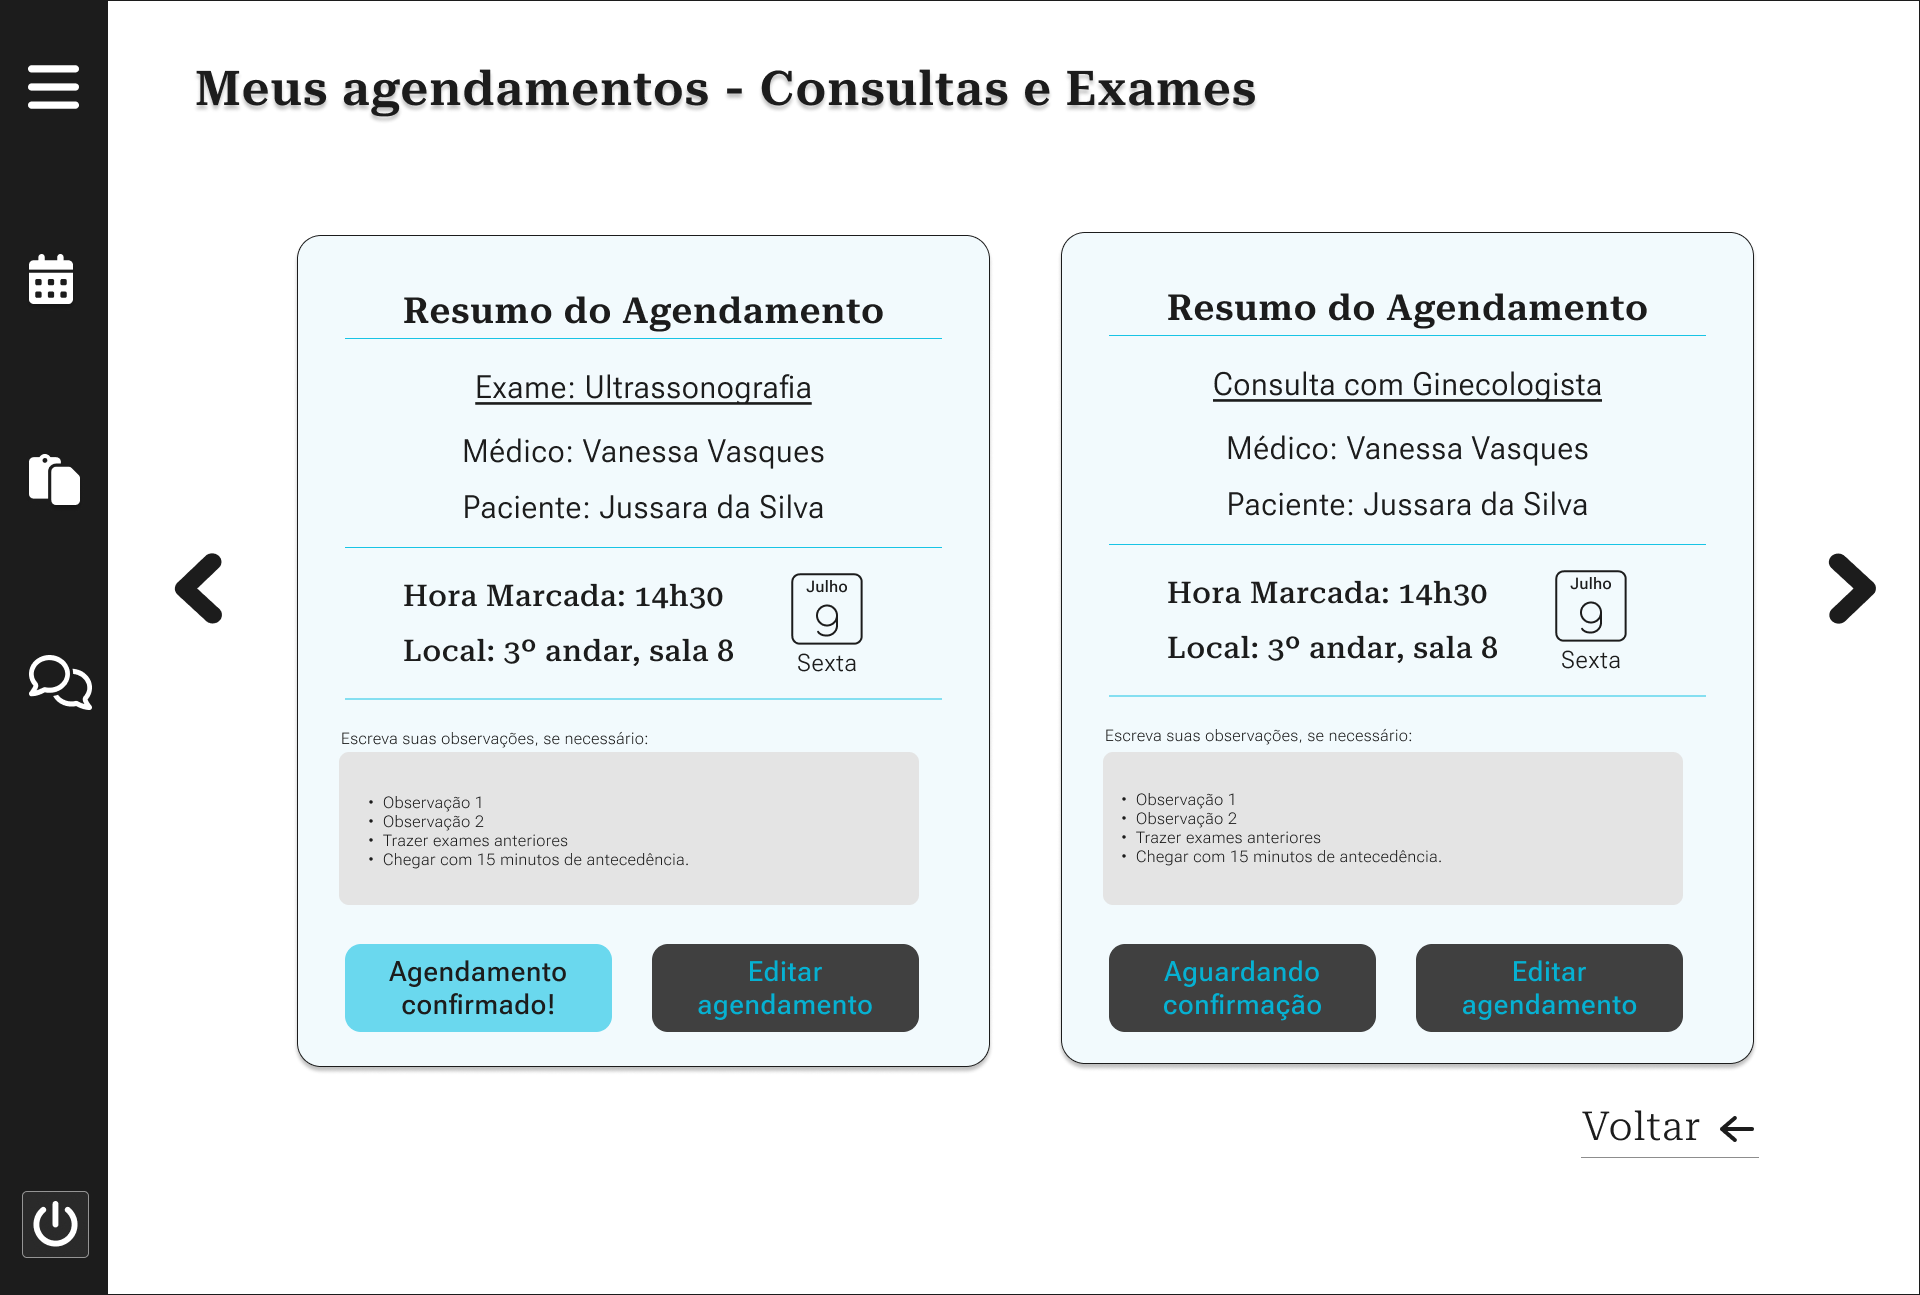 Meus agendamentos - Consultas e Exames
Resumo do Agendamento
Exame: Ultrassonografia
Médico: Vanessa Vasques
Paciente: Jussara da Silva
Hora Marcada: 14h30
Local: 3º andar, sala 8
Julho
9
Sexta
Escreva suas observações, se necessário:
• Observação 1
• Observação 2
• Trazer exames anteriores
• Chegar com 15 minutos de antecedência.
Agendamento
confirmado!
Editar
agendamento
Resumo do Agendamento
Consulta com Ginecologista
Médico: Vanessa Vasques
Paciente: Jussara da Silva
Hora Marcada: 14h30
Local: 3º andar, sala 8
Julho
9
Sexta
Escreva suas observações, se necessário:
• Observação 1
• Observação 2
• Trazer exames anteriores
• Chegar com 15 minutos de antecedência.
Aguardando
confirmação
Editar
agendamento
Voltar